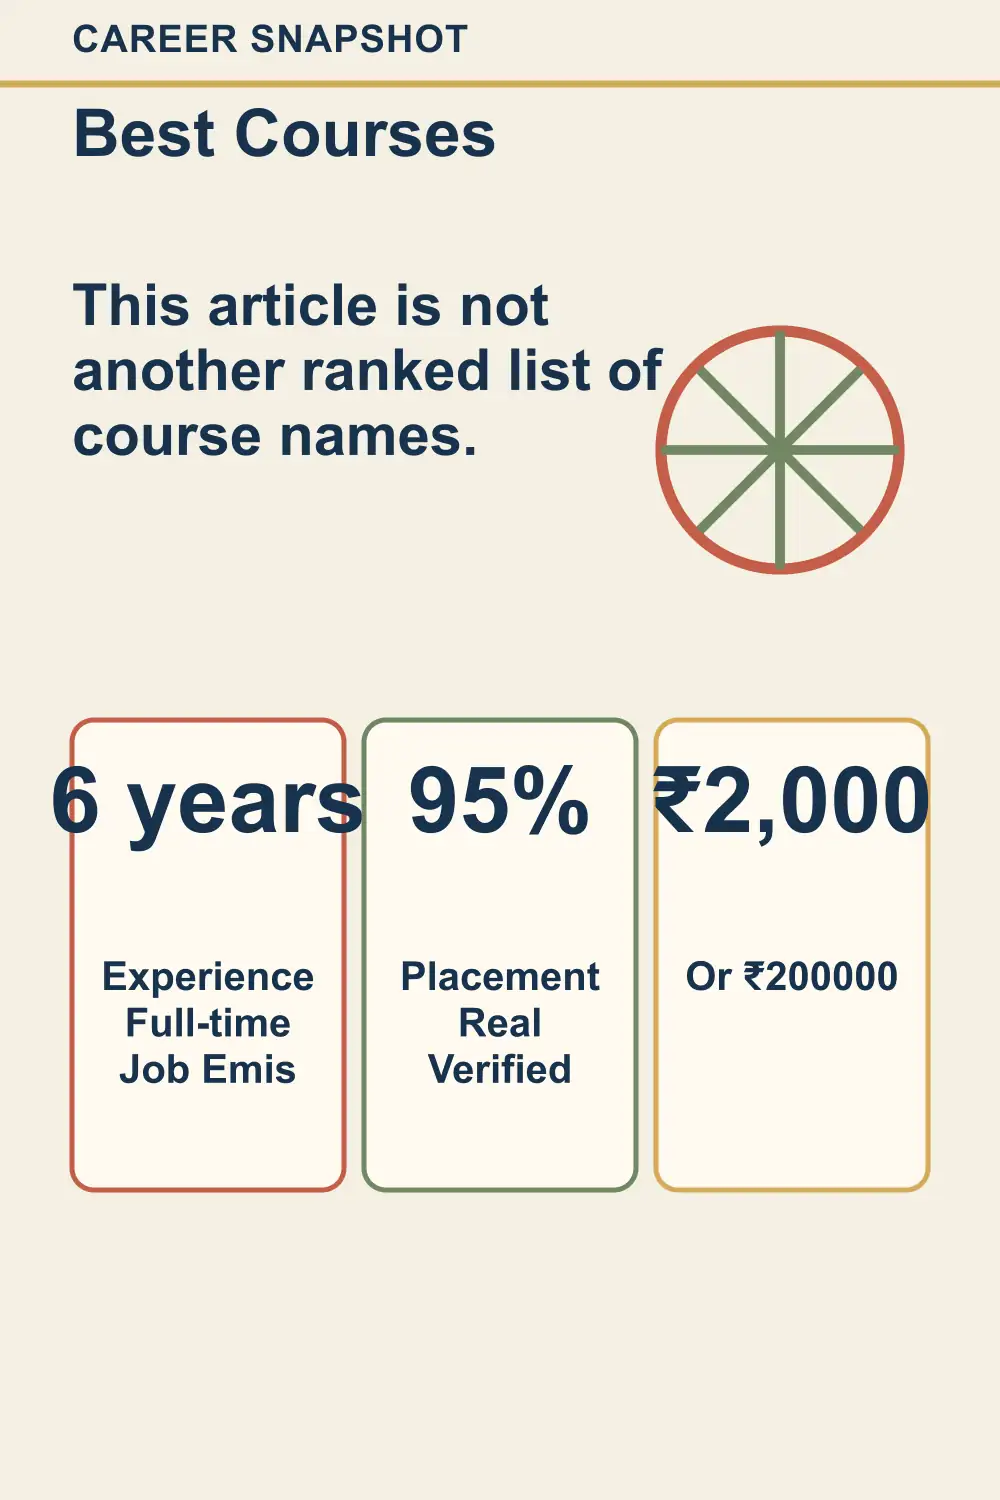 CAREER SNAPSHOT
Best Courses
This article is not
another ranked list of
course names.
6 years
Experience
Full-time
Job Emis
95%
Placement
Real
Verified
₹2,000
Or ₹200000